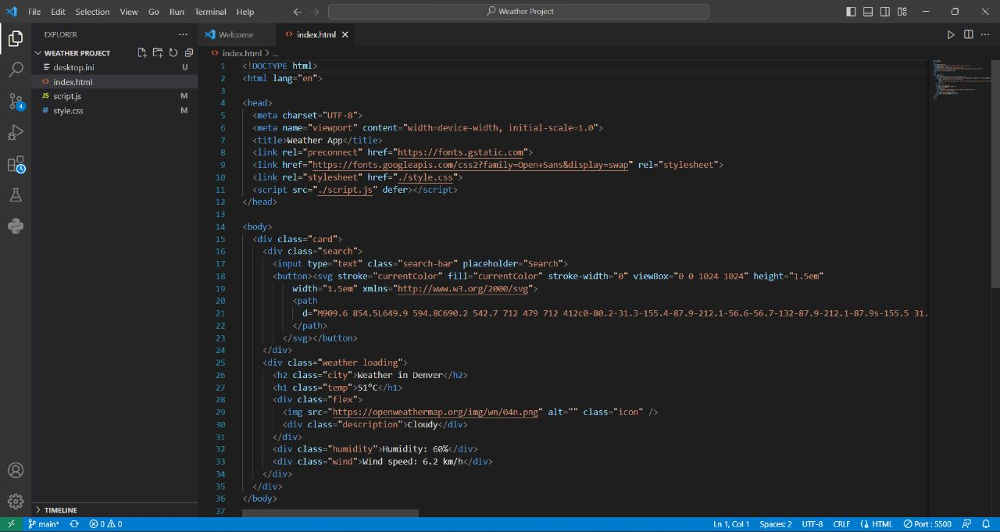 File Edit Selection View Go Run Terminal Help Weather Project
EXPLORER
WEATHER PROJECT
desktop.ini U
index.html
JS script.js M
# style.css M
4
TIMELINE
Welcome
<> index.html
<> index.html > ...
1 <!DOCTYPE html>
2 <html lang="en">
3
4 <head>
5 <meta charset="UTF-8">
6 <meta name="viewport" content="width=device-width, initial-scale=1.0">
7 <title>Weather App</title>
8 <link rel="preconnect" href="https://fonts.gstatic.com">
9 <link href="https://fonts.googleapis.com/css2?family=Open+Sans&display=swap" rel="stylesheet">
10 <link rel="stylesheet" href="./style.css">
11 <script src="./script.js" defer></script>
12 </head>
13
14 <body>
15 <div class="card">
16 <div class="search">
17 <input type="text" class="search-bar" placeholder="Search">
18 <button><svg stroke="currentColor" fill="currentColor" stroke-width="0" viewBox="0 0 1024 1024" height="1.5em"
19 width="1.5em" xmlns="http://www.w3.org/2000/svg">
20 <path
21 d="M909.6 854.5L649.9 594.8C690.2 542.7 712 479 712 412c0-80.2-31.3-155.4-87.9-212.1-56.6-56.7-132-87.9-212.1-87.9s-155.5 31.
22 </path>
23 </svg></button>
24 </div>
25 <div class="weather loading">
26 <h2 class="city">Weather in Denver</h2>
27 <h1 class="temp">51°C</h1>
28 <div class="flex">
29 <img src="https://openweathermap.org/img/wn/04n.png" alt="" class="icon" />
30 <div class="description">Cloudy</div>
31 </div>
32 <div class="humidity">Humidity: 60%</div>
33 <div class="wind">Wind speed: 6.2 km/h</div>
34 </div>
35 </div>
36 </body>
37
main* 0 0 Ln 1, Col 1 Spaces: 2 UTF-8 CRLF HTML Port : 5500